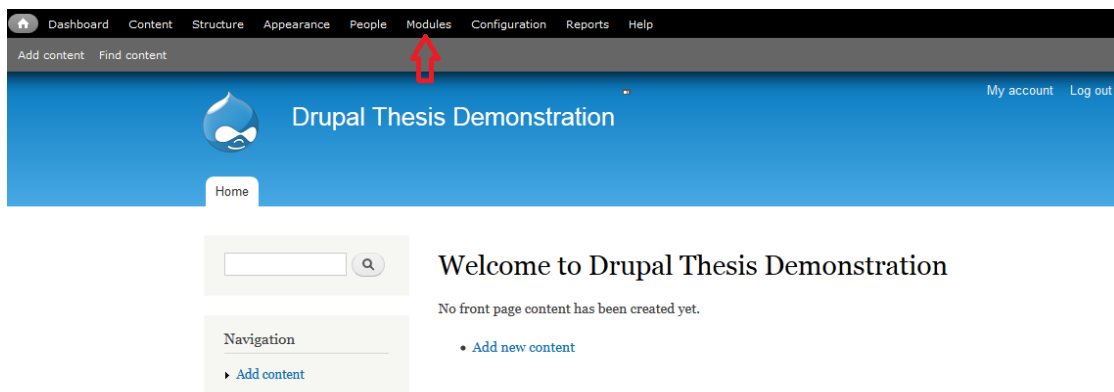 Dashboard Content Structure Appearance People Modules Configuration Reports Help
Add content Find content
My account Log out
Drupal Thesis Demonstration
Home
Welcome to Drupal Thesis Demonstration
No front page content has been created yet.
Add new content
Navigation
Add content